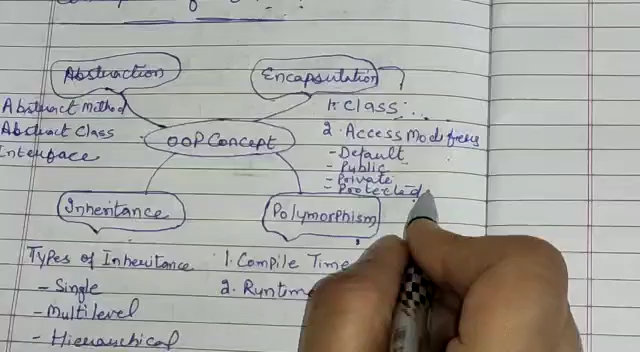 Abstraction
Encapsulation
Abstract Method
1. Class
Abstract Class
OOP Concept
2. Access Modifiers
Interface
- Default
- Public
- Private
- Protected
Inheritance
Polymorphism
Types of Inheritance
1. Compile Time
- Single
2. Runtime
- Multilevel
- Hierarchical